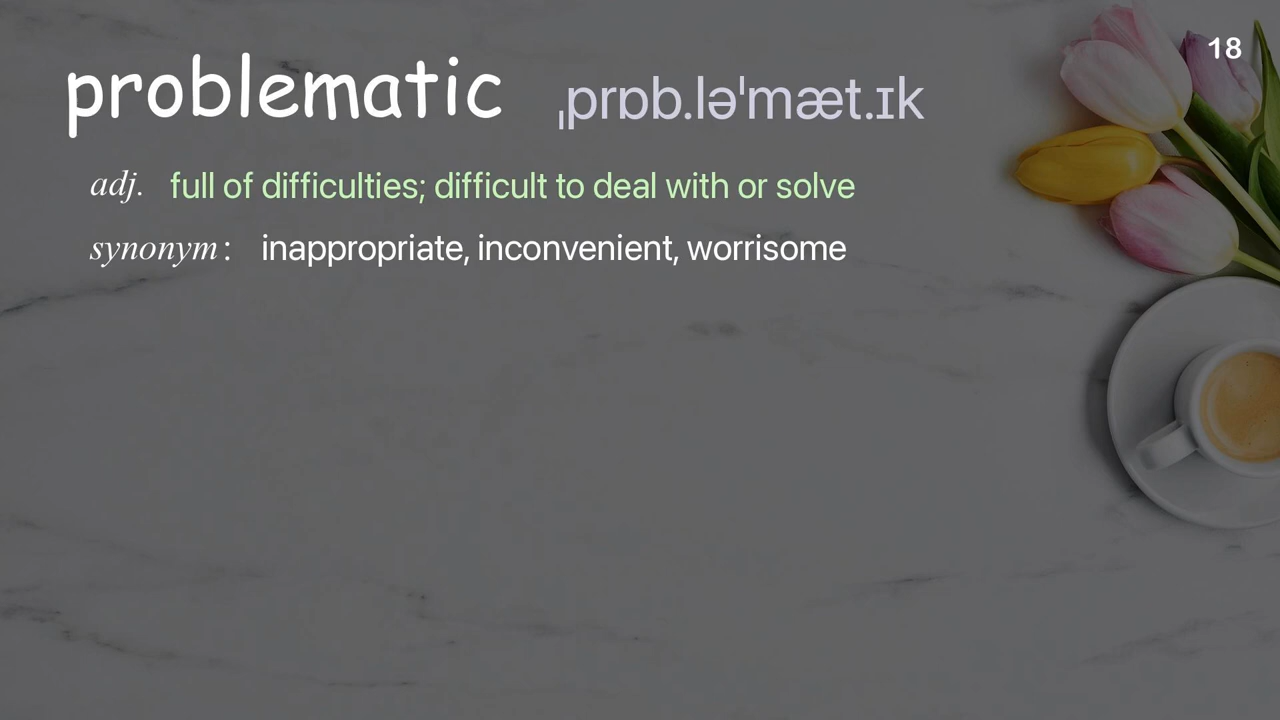 18
problematic ˌprɒb.ləˈmæt.ɪk
adj. full of difficulties; difficult to deal with or solve
synonym: inappropriate, inconvenient, worrisome